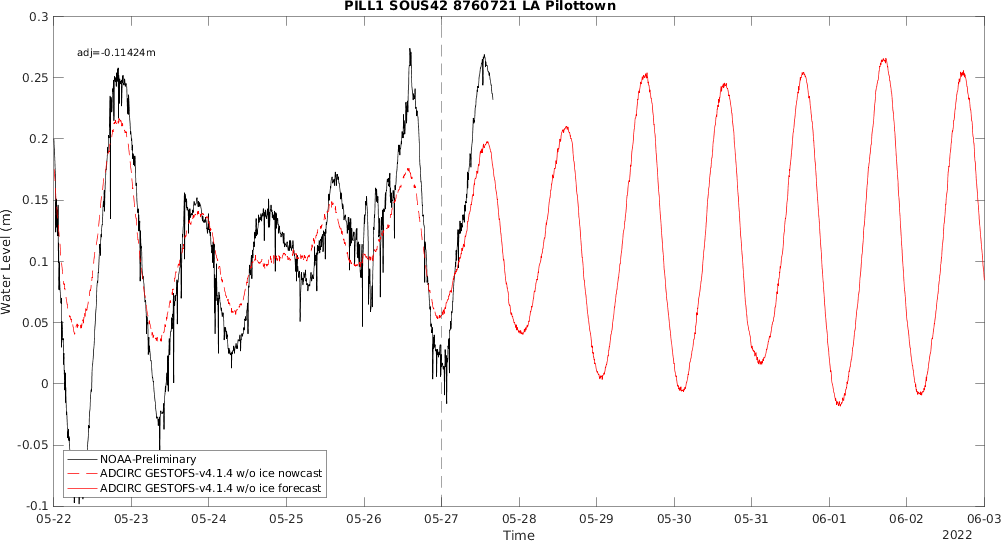 PILL1 SOUS42 8760721 LA Pilottown
0.3
adj=-0.11424m
0.25
0.2
0.15
0.1
0.05
0
-0.05
-0.1
Water Level (m)
NOAA-Preliminary
ADCIRC GESTOFS-v4.1.4 w/o ice nowcast
ADCIRC GESTOFS-v4.1.4 w/o ice forecast
05-22 05-23 05-24 05-25 05-26 05-27 05-28 05-29 05-30 05-31 06-01 06-02 06-03
Time
2022